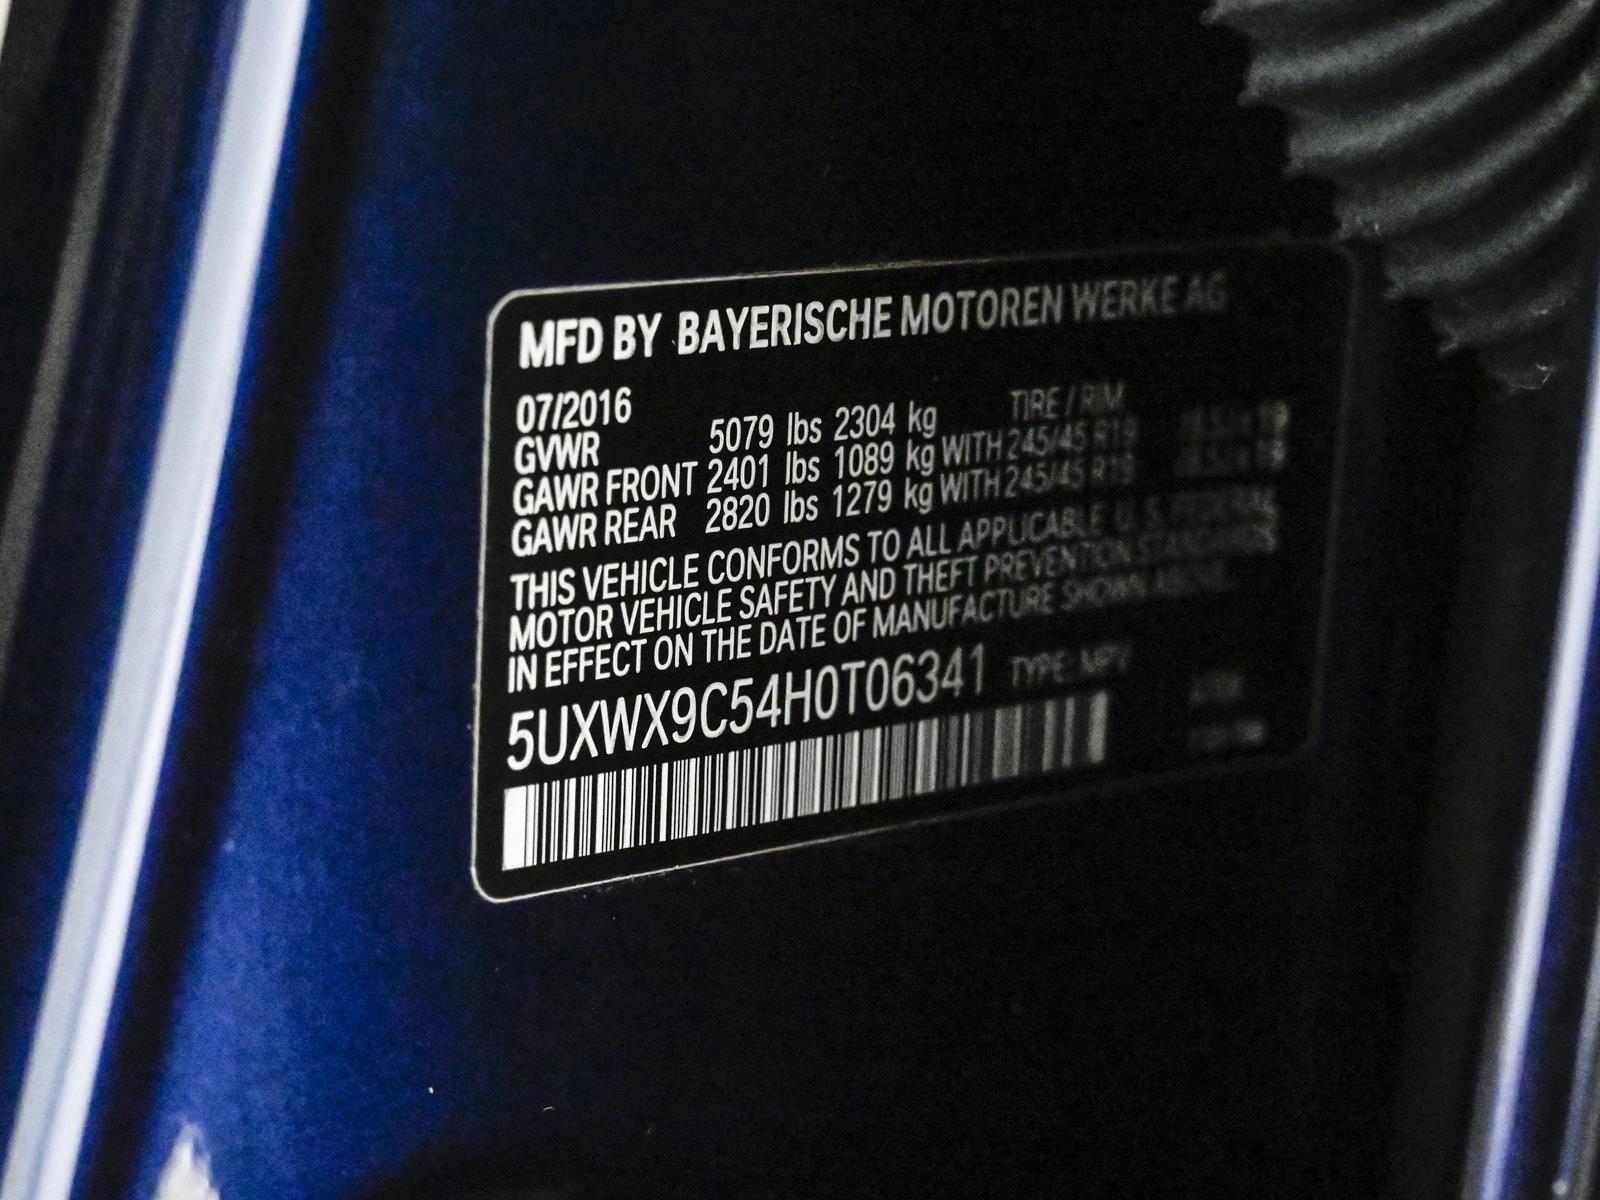 MFD BY BAYERISCHE MOTOREN WERKE AG
07/2016 TIRE / RIM
GVWR 5079 lbs 2304 kg
GAWR FRONT 2401 lbs 1089 kg WITH 245/45 R19
GAWR REAR 2820 lbs 1279 kg WITH 245/45 R19
THIS VEHICLE CONFORMS TO ALL APPLICABLE U.S. FEDERAL
MOTOR VEHICLE SAFETY AND THEFT PREVENTION STANDARDS
IN EFFECT ON THE DATE OF MANUFACTURE SHOWN ABOVE.
5UXWX9C54H0T06341 TYPE: MPV